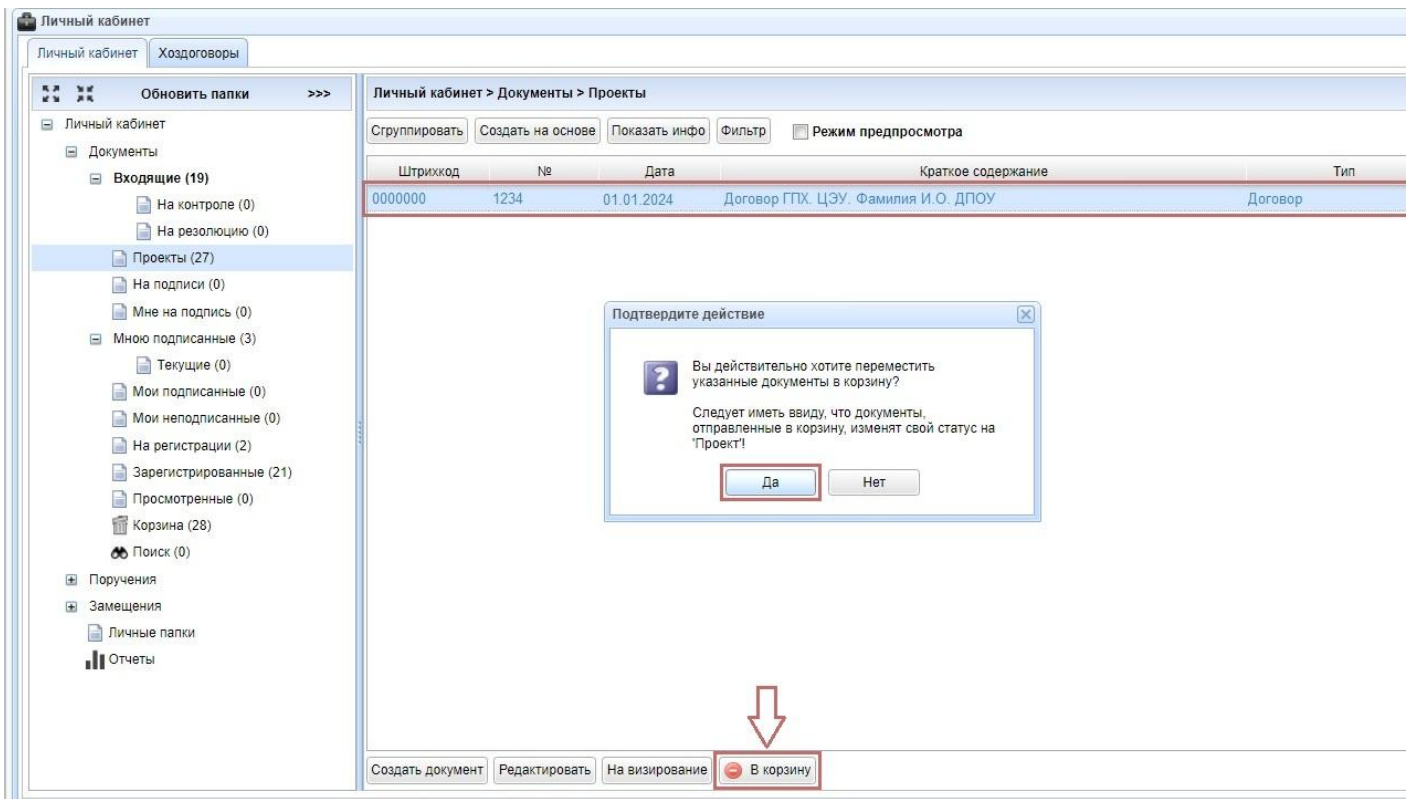 Личный кабинет
Личный кабинет Хоздоговоры
Обновить папки >>>
Личный кабинет
Документы
Входящие (19)
На контроле (0)
На резолюцию (0)
Проекты (27)
На подписи (0)
Мне на подпись (0)
Мною подписанные (3)
Текущие (0)
Мои подписанные (0)
Мои неподписанные (0)
На регистрации (2)
Зарегистрированные (21)
Просмотренные (0)
Корзина (28)
Поиск (0)
Поручения
Замещения
Личные папки
Отчеты
Личный кабинет > Документы > Проекты
Сгруппировать Создать на основе Показать инфо Фильтр Режим предпросмотра
Штрихкод № Дата Краткое содержание Тип
0000000 1234 01.01.2024 Договор ГПХ. ЦЭУ. Фамилия И.О. ДПОУ Договор
Подтвердите действие
Вы действительно хотите переместить
указанные документы в корзину?
Следует иметь ввиду, что документы,
отправленные в корзину, изменят свой статус на
'Проект'!
Да Нет
Создать документ Редактировать На визирование В корзину